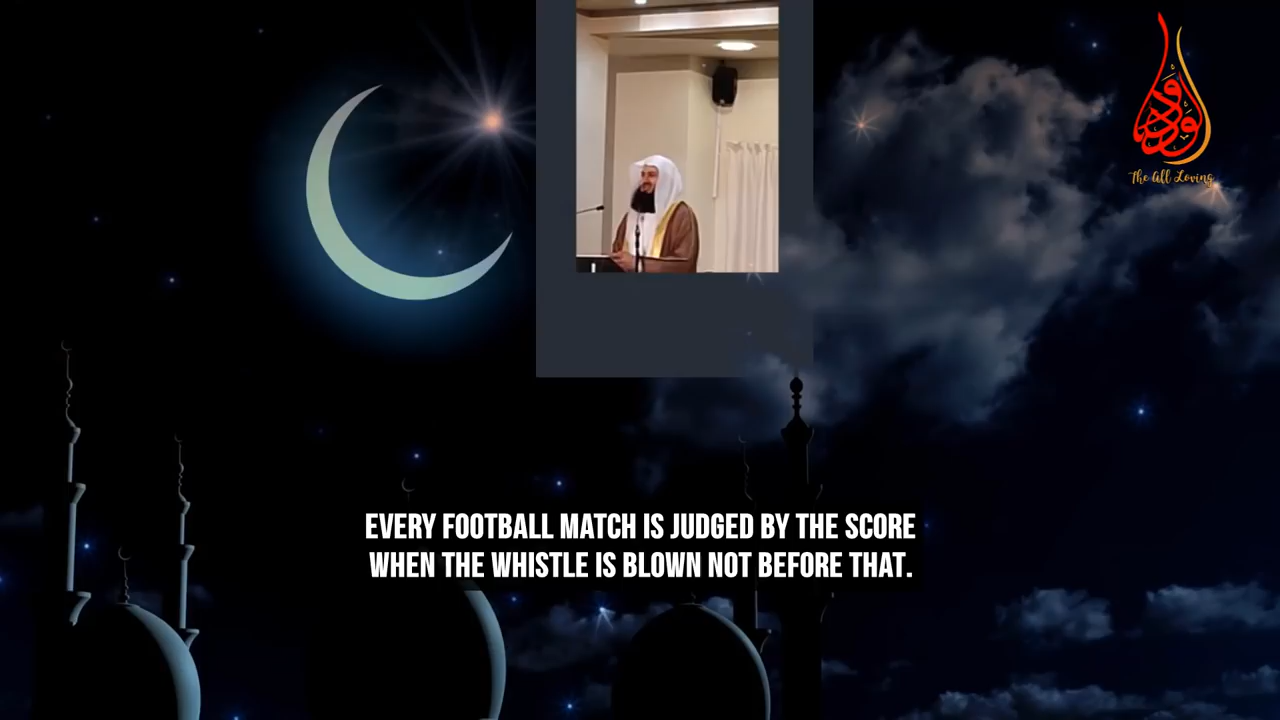 الودود
The All Loving
EVERY FOOTBALL MATCH IS JUDGED BY THE SCORE
WHEN THE WHISTLE IS BLOWN NOT BEFORE THAT.